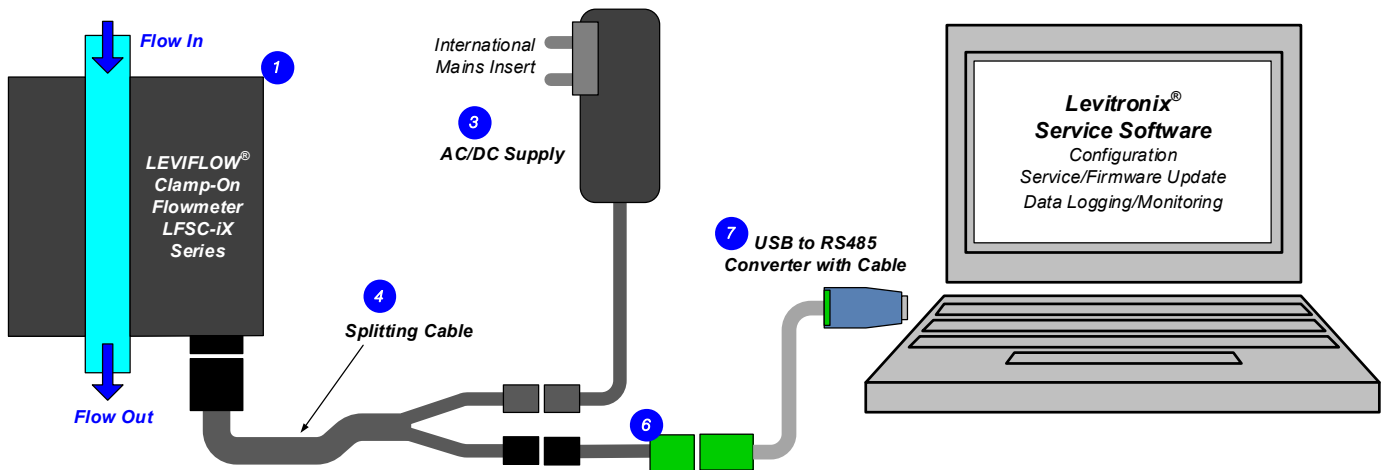 Flow In
1
LEVIFLOW®
Clamp-On
Flowmeter
LFSC-iX
Series
Flow Out
International
Mains Insert
3
AC/DC Supply
4
Splitting Cable
6
7
USB to RS485
Converter with Cable
Levitronix®
Service Software
Configuration
Service/Firmware Update
Data Logging/Monitoring